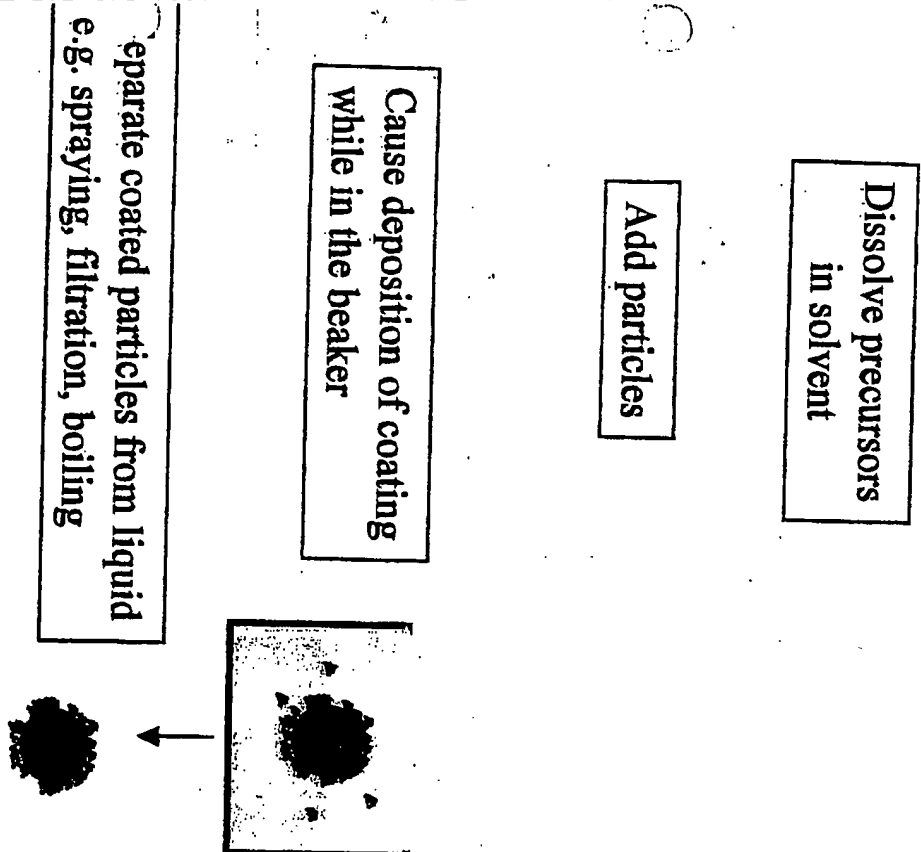 Dissolve precursors
in solvent
Add particles
Cause deposition of coating
while in the beaker
eparate coated particles from liquid
e.g. spraying, filtration, boiling